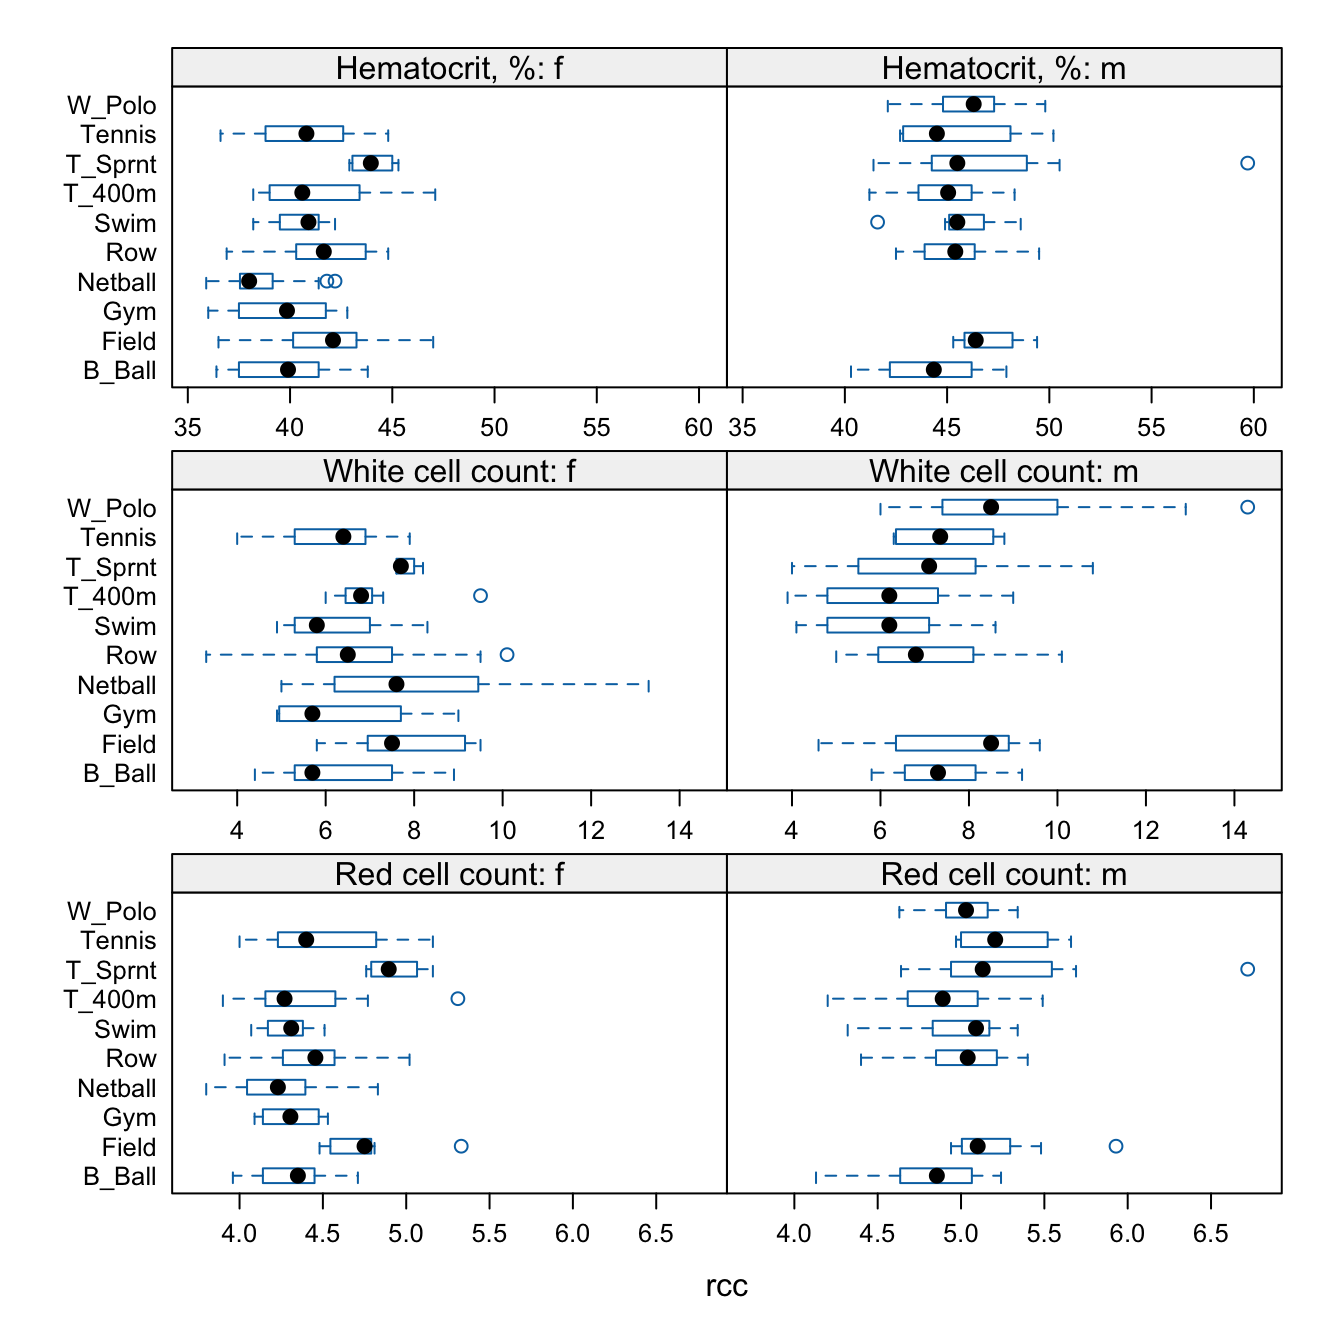 Hematocrit, %: f Hematocrit, %: m
W_Polo
Tennis
T_Sprnt
T_400m
Swim
Row
Netball
Gym
Field
B_Ball
35 40 45 50 55 60 35 40 45 50 55 60
White cell count: f White cell count: m
W_Polo
Tennis
T_Sprnt
T_400m
Swim
Row
Netball
Gym
Field
B_Ball
4 6 8 10 12 14 4 6 8 10 12 14
Red cell count: f Red cell count: m
W_Polo
Tennis
T_Sprnt
T_400m
Swim
Row
Netball
Gym
Field
B_Ball
4.0 4.5 5.0 5.5 6.0 6.5 4.0 4.5 5.0 5.5 6.0 6.5
rcc